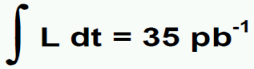 ∫ L dt = 35 pb⁻¹